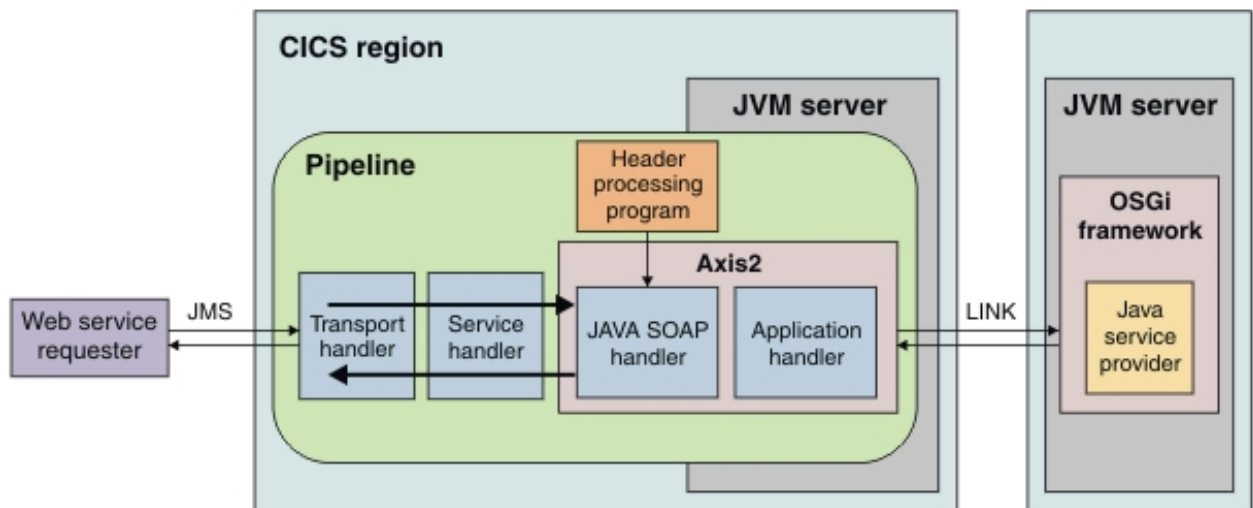 CICS region
JVM server
JVM server
Pipeline
Header
processing
program
OSGi
framework
Axis2
Web service
requester
JMS
Transport
handler
Service
handler
JAVA SOAP
handler
Application
handler
LINK
Java
service
provider